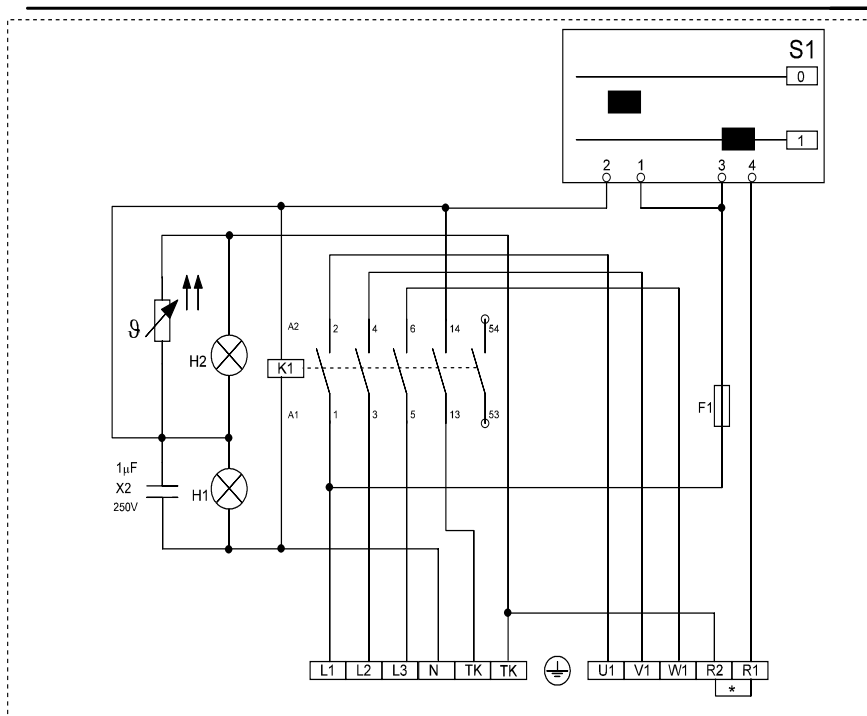 S1
0
1
2 1 3 4
ϑ
A2 2 4 6 14 54
H2 K1
A1 1 3 5 13 53
F1
1µF
X2
250V
H1
L1 L2 L3 N TK TK U1 V1 W1 R2 R1
*